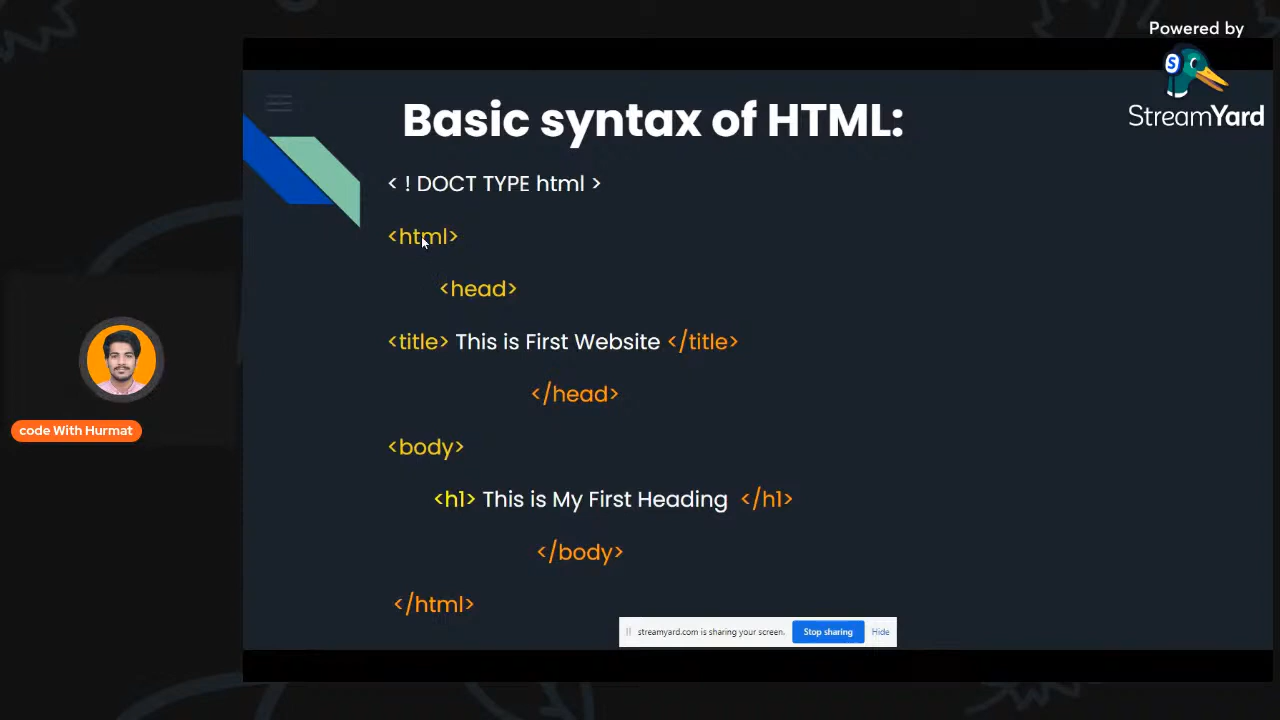 Powered by
StreamYard
Basic syntax of HTML:
< ! DOCT TYPE html >
<html>
<head>
<title> This is First Website </title>
</head>
<body>
<h1> This is My First Heading </h1>
</body>
</html>
code With Hurmat
streamyard.com is sharing your screen.
Stop sharing
Hide